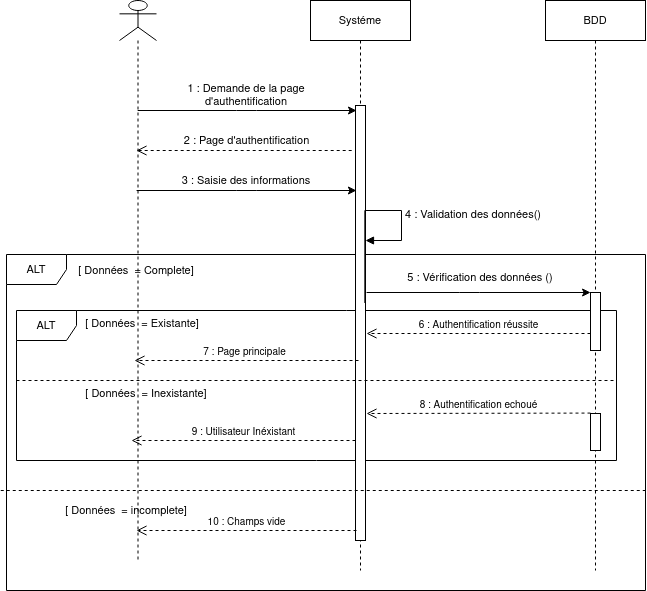 Systéme
BDD
1 : Demande de la page
d'authentification
2 : Page d'authentification
3 : Saisie des informations
4 : Validation des données()
ALT
[ Données = Complete]
5 : Vérification des données ()
ALT
[ Données = Existante]
6 : Authentification réussite
7 : Page principale
[ Données = Inexistante]
8 : Authentification echoué
9 : Utilisateur Inéxistant
[ Données = incomplete]
10 : Champs vide